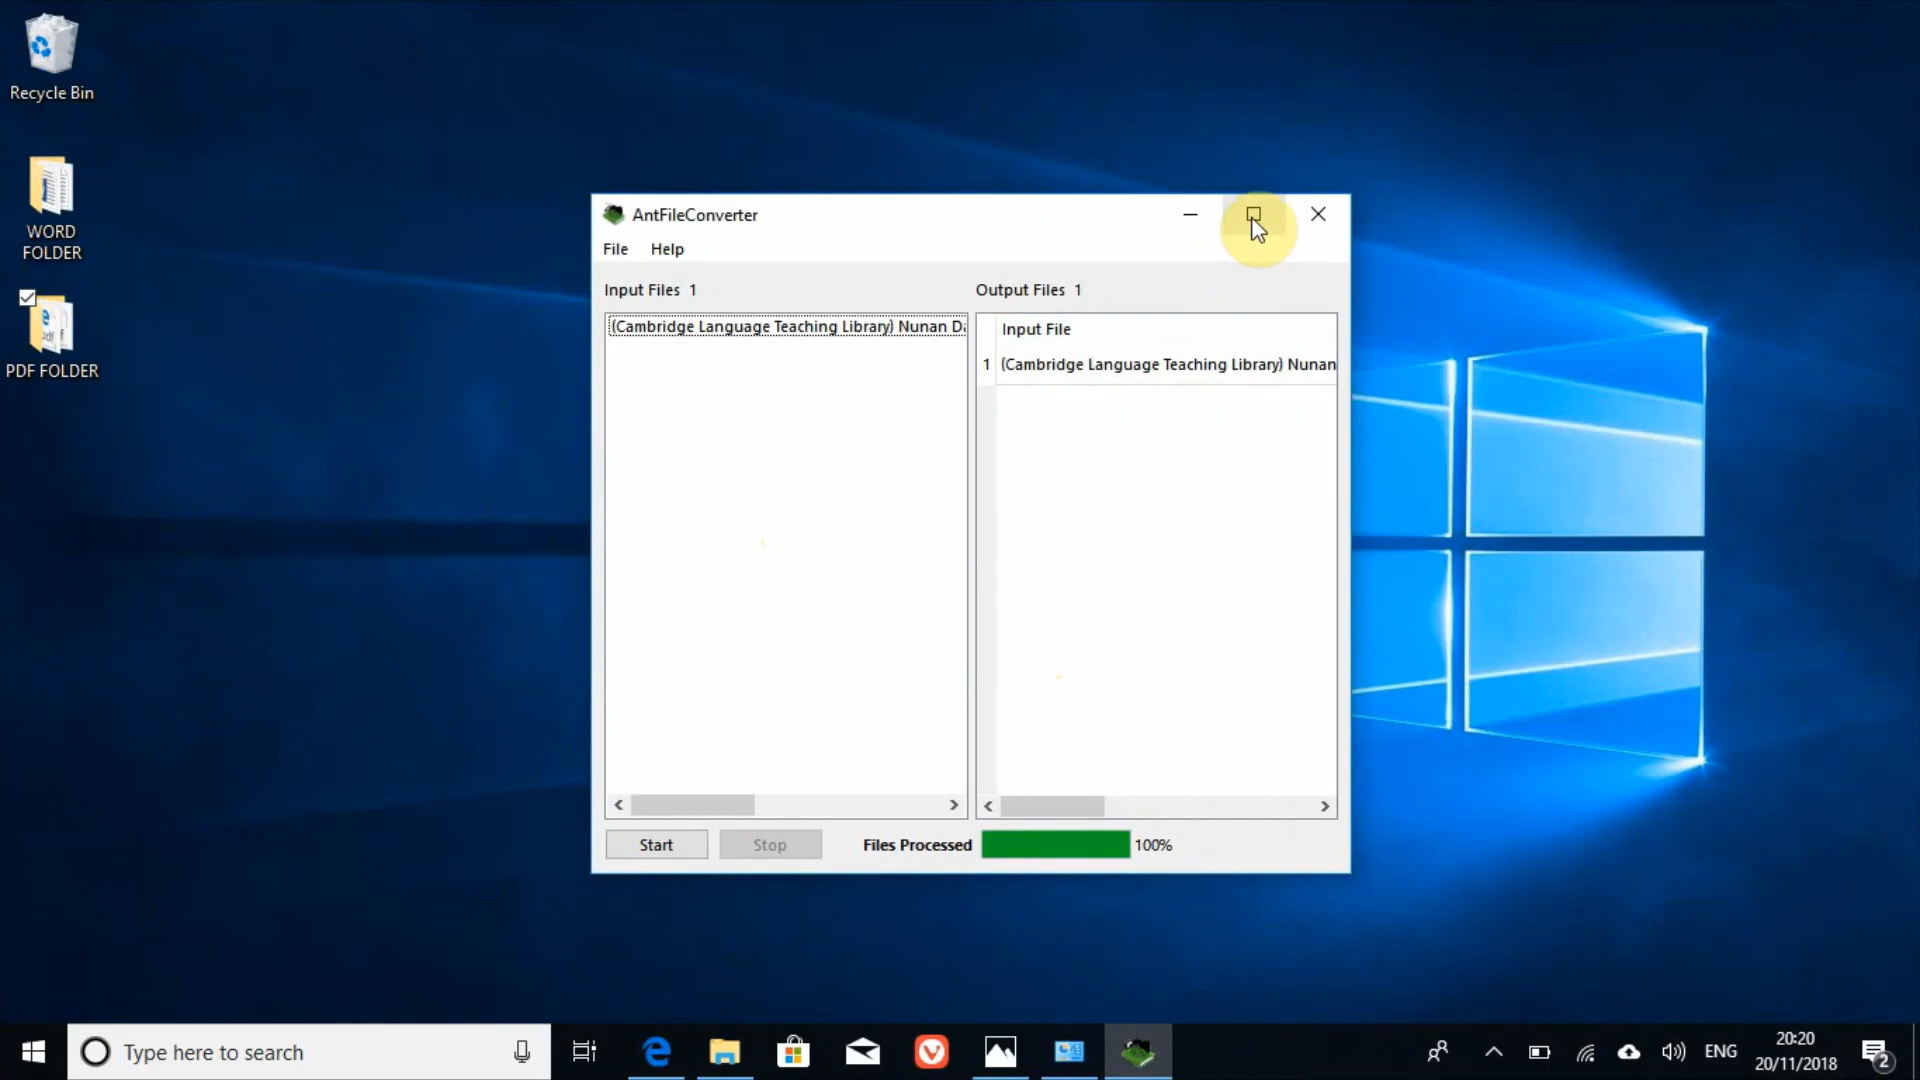 Recycle Bin
WORD
FOLDER
PDF FOLDER
AntFileConverter
File Help
Input Files 1
(Cambridge Language Teaching Library) Nunan
Output Files 1
Input File
1 (Cambridge Language Teaching Library) Nunan
Start Stop Files Processed 100%
Type here to search
ENG
20:20
20/11/2018
2